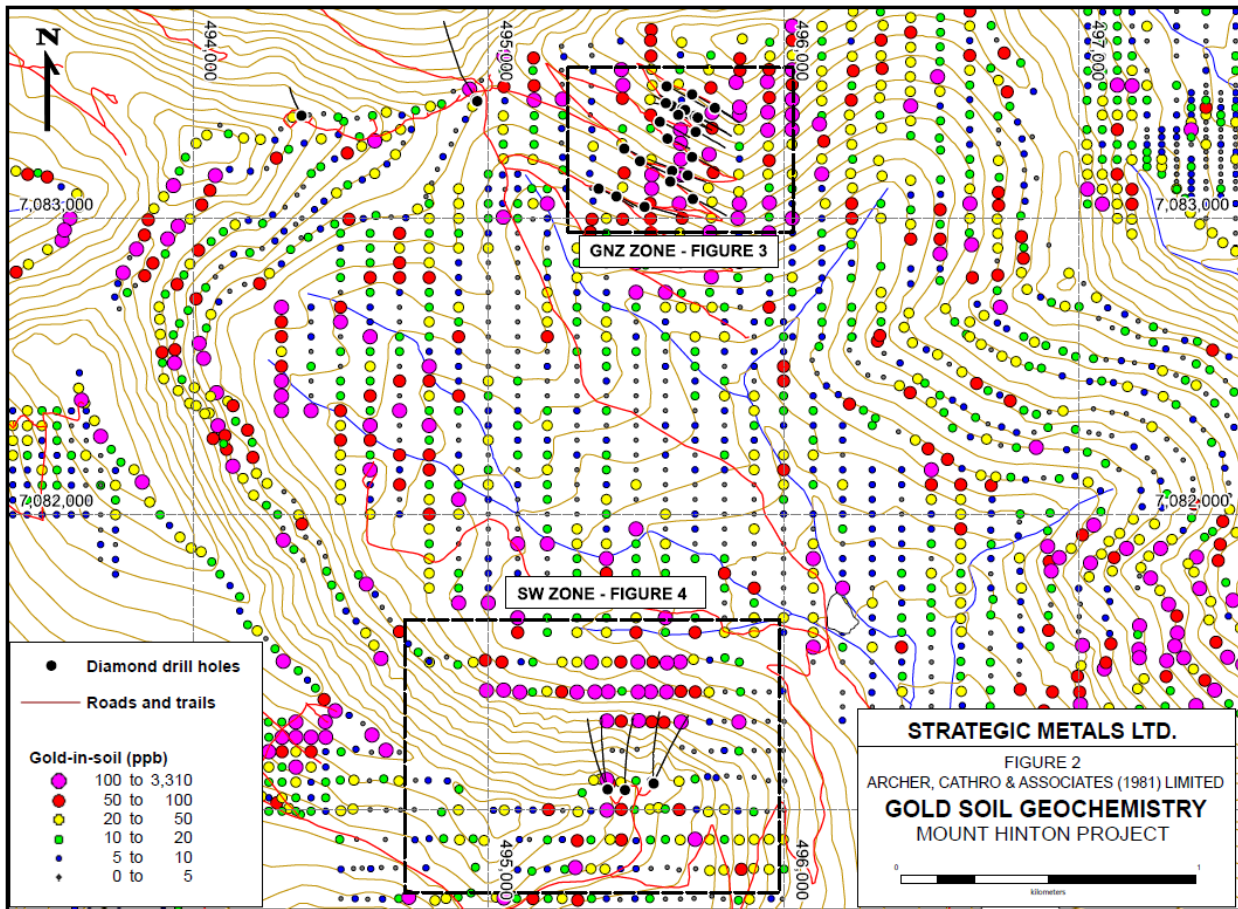 N
494,000
495,000
496,000
497,000
7,083,000
7,083,000
GNZ ZONE - FIGURE 3
7,082,000
7,082,000
SW ZONE - FIGURE 4
Diamond drill holes
Roads and trails
Gold-in-soil (ppb)
100 to 3,310
50 to 100
20 to 50
10 to 20
5 to 10
0 to 5
495,000
496,000
STRATEGIC METALS LTD.
FIGURE 2
ARCHER, CATHRO & ASSOCIATES (1981) LIMITED
GOLD SOIL GEOCHEMISTRY
MOUNT HINTON PROJECT
0 1
kilometers